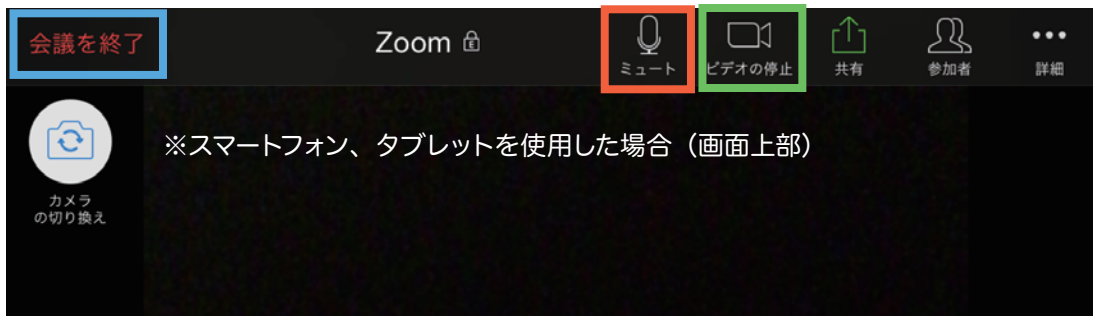 会議を終了
Zoom
ミュート
ビデオの停止
共有
参加者
詳細
※スマートフォン、タブレットを使用した場合（画面上部）
カメラ
の切り換え